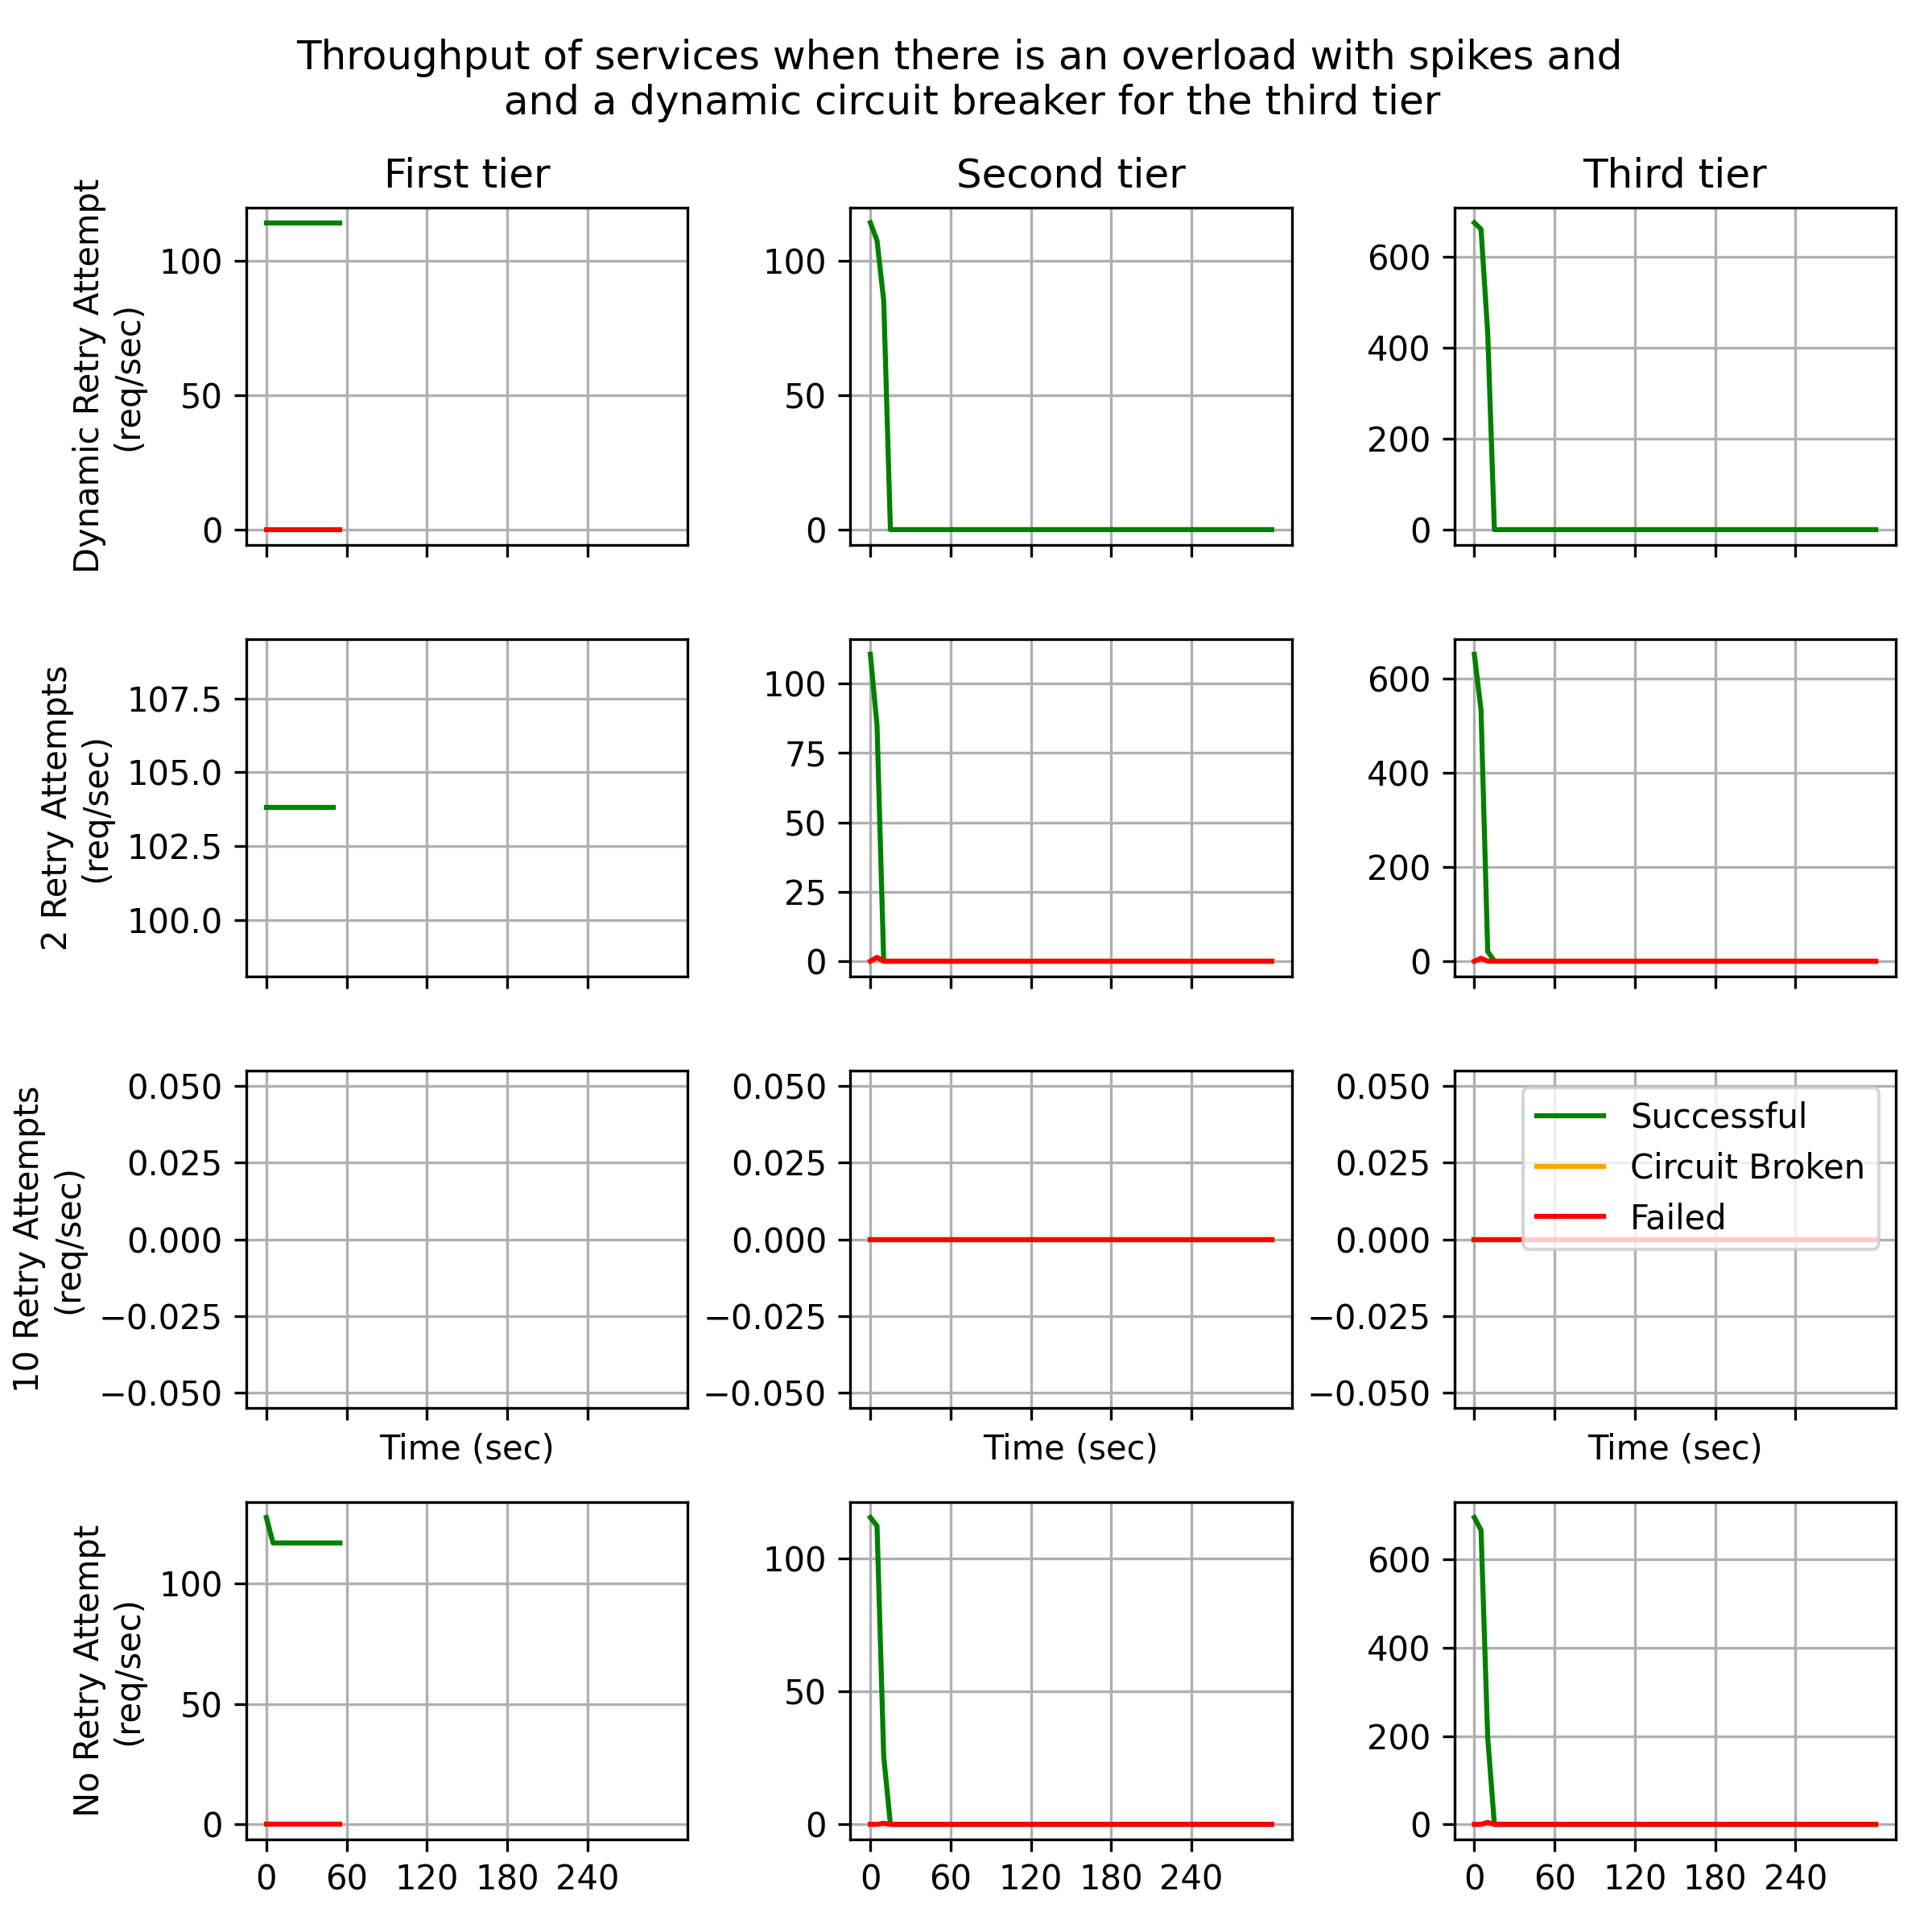 Throughput of services when there is an overload with spikes and
and a dynamic circuit breaker for the third tier
First tier
Second tier
Third tier
Dynamic Retry Attempt
(req/sec)
100
50
0
100
50
0
600
400
200
0
2 Retry Attempts
(req/sec)
107.5
105.0
102.5
100.0
100
75
50
25
0
600
400
200
0
10 Retry Attempts
(req/sec)
0.050
0.025
0.000
−0.025
−0.050
Time (sec)
0.050
0.025
0.000
−0.025
−0.050
Time (sec)
0.050
0.025
0.000
−0.025
−0.050
Successful
Circuit Broken
Failed
Time (sec)
No Retry Attempt
(req/sec)
100
50
0
0 60 120 180 240
100
50
0
0 60 120 180 240
600
400
200
0
0 60 120 180 240